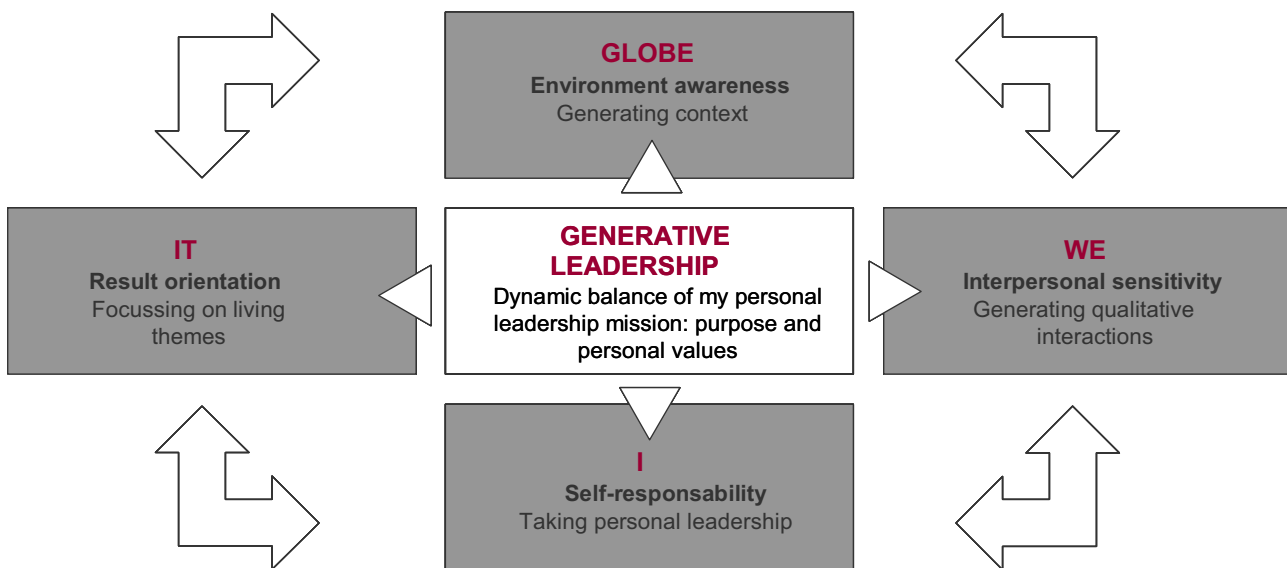 GLOBE
Environment awareness
Generating context
IT
Result orientation
Focussing on living
themes
GENERATIVE
LEADERSHIP
Dynamic balance of my personal
leadership mission: purpose and
personal values
WE
Interpersonal sensitivity
Generating qualitative
interactions
I
Self-responsability
Taking personal leadership